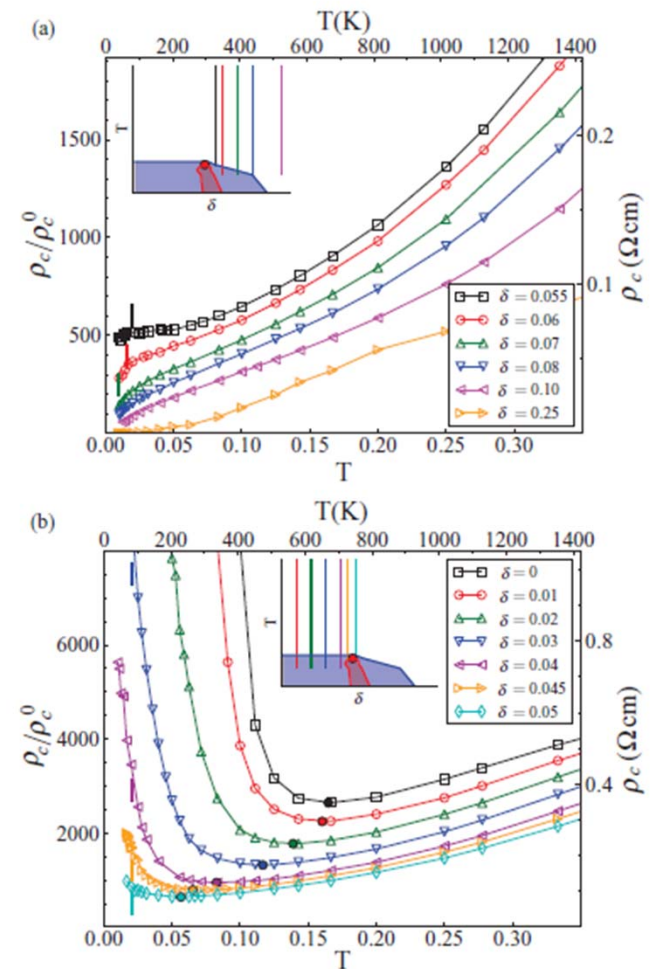 (a)
T(K)
0 200 400 600 800 1000 1200 1400
1500
1000
500
ρc/ρc⁰
0.2
0.1
ρc (Ωcm)
T
δ
δ = 0.055
δ = 0.06
δ = 0.07
δ = 0.08
δ = 0.10
δ = 0.25
0.00 0.05 0.10 0.15 0.20 0.25 0.30
T
(b)
T(K)
0 200 400 600 800 1000 1200 1400
6000
4000
2000
0.00 0.05 0.10 0.15 0.20 0.25 0.30
ρc/ρc⁰
0.8
0.4
ρc (Ωcm)
T
δ
δ = 0
δ = 0.01
δ = 0.02
δ = 0.03
δ = 0.04
δ = 0.045
δ = 0.05
T